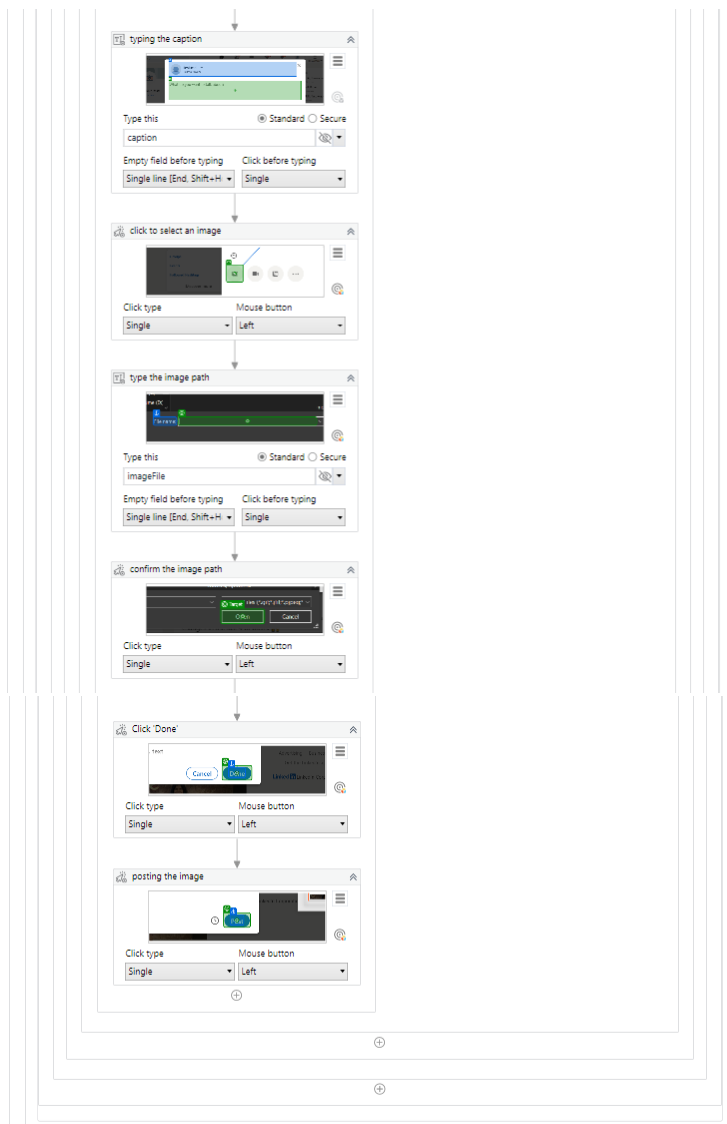 typing the caption
Type this
Standard Secure
caption
Empty field before typing Click before typing
Single line [End, Shift+H Single
click to select an image
Click type Mouse button
Single Left
type the image path
File name
Type this
Standard Secure
imageFile
Empty field before typing Click before typing
Single line [End, Shift+H Single
confirm the image path
Target
Open Cancel
Click type Mouse button
Single Left
Click 'Done'
text
Cancel Done
Click type Mouse button
Single Left
posting the image
Post
Click type Mouse button
Single Left